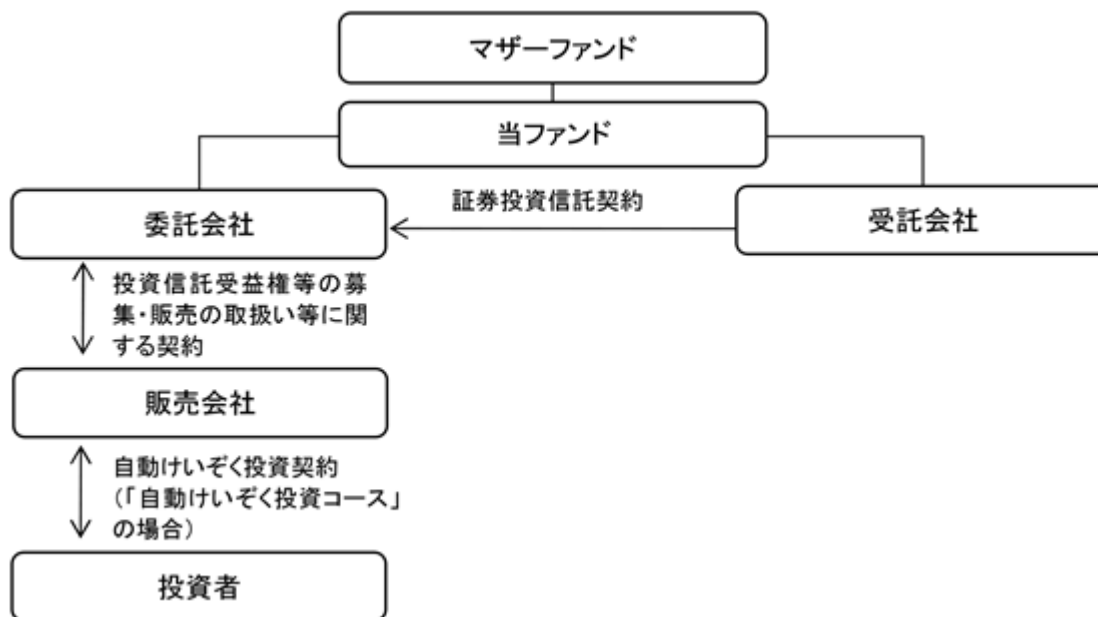 マザーファンド
当ファンド
証券投資信託契約
委託会社
受託会社
投資信託受益権等の募
集・販売の取扱い等に関
する契約
販売会社
自動けいぞく投資契約
(「自動けいぞく投資コース」
の場合)
投資者